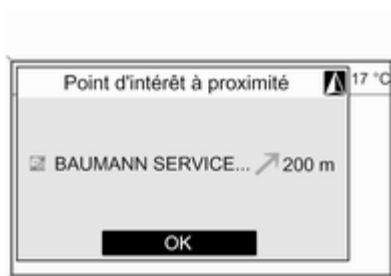 Point d'intérêt à proximité
17 °C
BAUMANN SERVICE... 200 m
OK